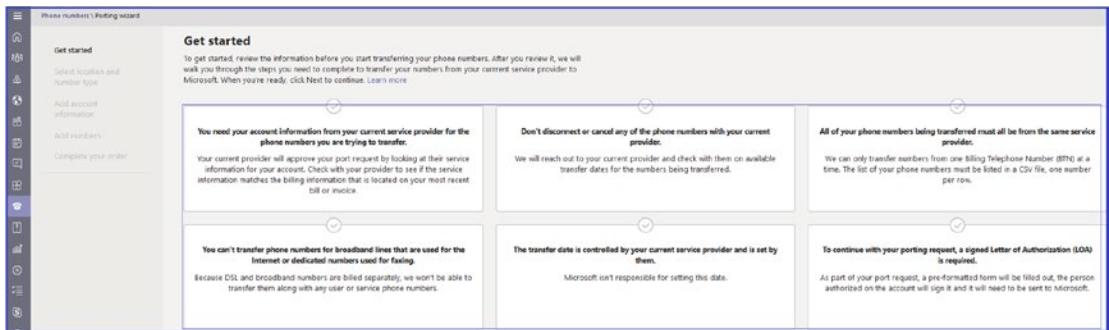 Phone numbers \ Porting wizard
Get started
Select location and
number type
Add account
information
Add numbers
Complete your order
Get started
To get started, review the information before you start transferring your phone numbers. After you review it, we will
walk you through the steps you need to complete to transfer your numbers from your currrent service provider to
Microsoft. When you're ready, click Next to continue. Learn more
You need your account information from your current service provider for the
phone numbers you are trying to transfer.
Your current provider will approve your port request by looking at their service
information for your account. Check with your provider to see if the service
information matches the billing information that is located on your most recent
bill or invoice.
Don't disconnect or cancel any of the phone numbers with your current
provider.
We will reach out to your current provider and check with them on available
transfer dates for the numbers being transferred.
All of your phone numbers being transferred must all be from the same service
provider.
We can only transfer numbers from one Billing Telephone Number (BTN) at a
time. The list of your phone numbers must be listed in a CSV file, one number
per row.
You can't transfer phone numbers for broadband lines that are used for the
Internet or dedicated numbers used for faxing.
Because DSL and broadband numbers are billed separately, we won't be able to
transfer them along with any user or service phone numbers.
The transfer date is controlled by your current service provider and is set by
them.
Microsoft isn't responsible for setting this date.
To continue with your porting request, a signed Letter of Authorization (LOA)
is required.
As part of your port request, a pre-formatted form will be filled out, the person
authorized on the account will sign it and it will need to be sent to Microsoft.